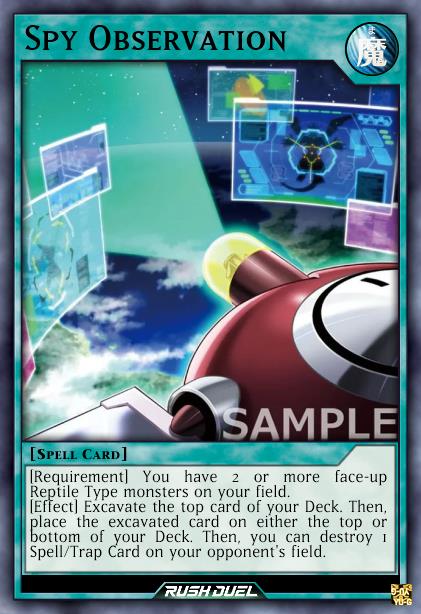 Spy Observation
ま
魔
SAMPLE
[Spell Card]
[Requirement] You have 2 or more face-up
Reptile Type monsters on your field.
[Effect] Excavate the top card of your Deck. Then,
place the excavated card on either the top or
bottom of your Deck. Then, you can destroy 1
Spell/Trap Card on your opponent's field.
RUSH DUEL